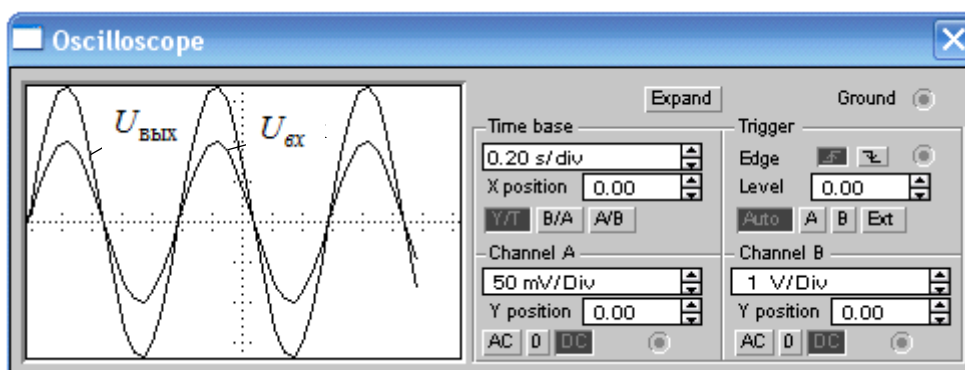 Oscilloscope
Uвых
Uвх
Expand
Ground
Time base
0.20 s/div
X position 0.00
Y/T B/A A/B
Trigger
Edge
Level 0.00
Auto A B Ext
Channel A
50 mV/Div
Y position 0.00
AC 0 DC
Channel B
1 V/Div
Y position 0.00
AC 0 DC